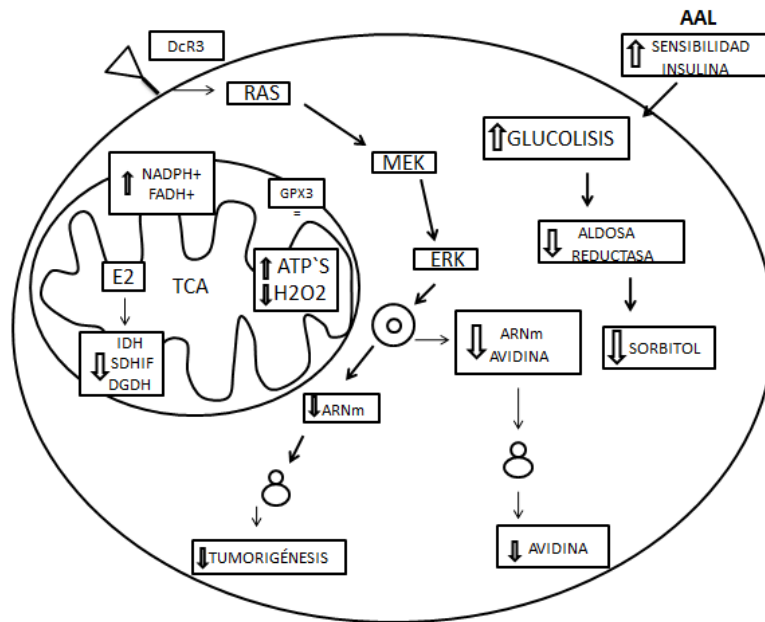 AAL
DcR3
SENSIBILIDAD
INSULINA
RAS
GLUCOLISIS
MEK
NADPH+
FADH+
GPX3
=
ALDOSA
REDUCTASA
ERK
E2
TCA
ATP`S
H2O2
IDH
SDHIF
DGDH
ARNm
AVIDINA
SORBITOL
ARNm
TUMORIGÉNESIS
AVIDINA